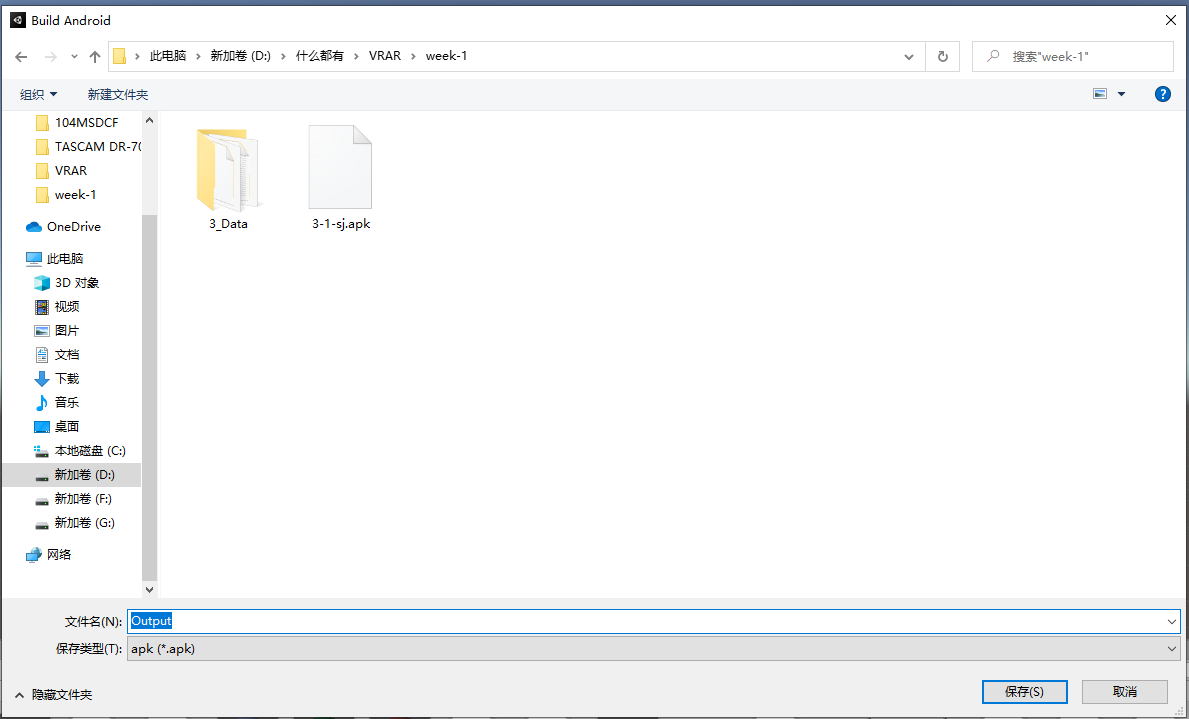 Build Android
此电脑 › 新加卷 (D:) › 什么都有 › VRAR › week-1
搜索"week-1"
组织
新建文件夹
104MSDCF
TASCAM DR-70
VRAR
week-1
OneDrive
此电脑
3D 对象
视频
图片
文档
下载
音乐
桌面
本地磁盘 (C:)
新加卷 (D:)
新加卷 (F:)
新加卷 (G:)
网络
3_Data
3-1-sj.apk
文件名(N):
Output
保存类型(T):
apk (*.apk)
隐藏文件夹
保存(S)
取消